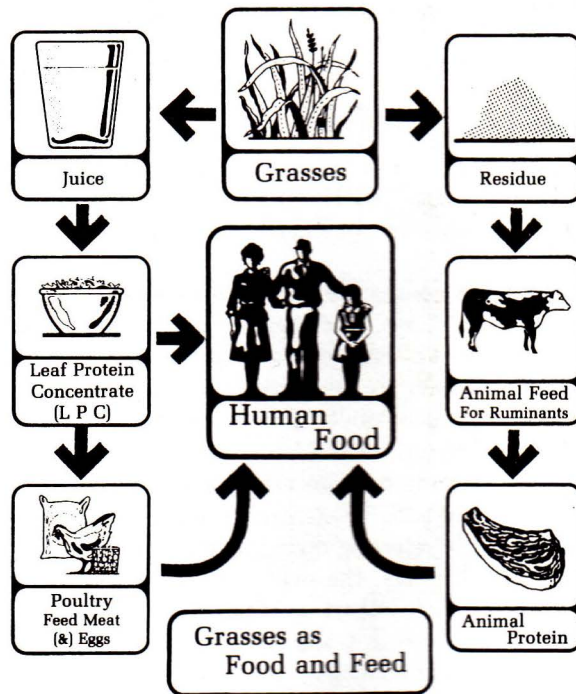 Juice
Grasses
Residue
Leaf Protein
Concentrate
(L P C)
Human
Food
Animal Feed
For Ruminants
Poultry
Feed Meat
(&) Eggs
Animal
Protein
Grasses as
Food and Feed